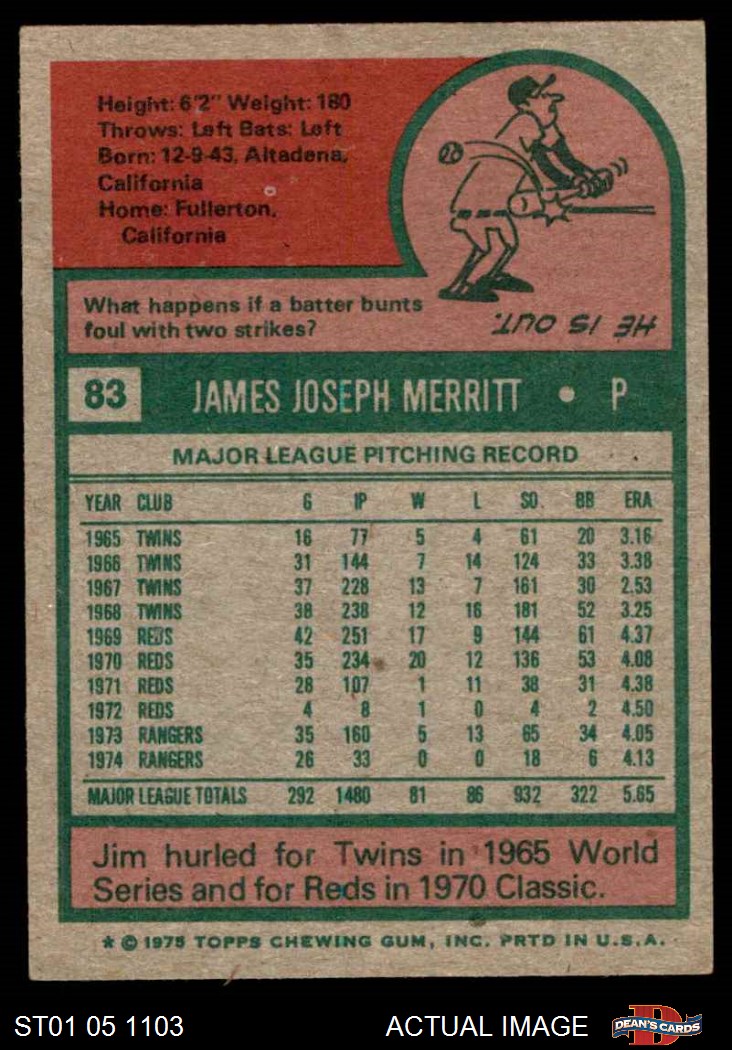 Height: 6'2" Weight: 180
Throws: Left Bats: Left
Born: 12-9-43, Altadena,
California
Home: Fullerton,
California
What happens if a batter bunts
foul with two strikes?
HE IS OUT.
83 JAMES JOSEPH MERRITT • P
MAJOR LEAGUE PITCHING RECORD
YEAR CLUB G IP W L SO. BB ERA
1965 TWINS 16 77 5 4 61 20 3.16
1966 TWINS 31 144 7 14 124 33 3.38
1967 TWINS 37 228 13 7 161 30 2.53
1968 TWINS 38 238 12 16 181 52 3.25
1969 REDS 42 251 17 9 144 61 4.37
1970 REDS 35 234 20 12 136 53 4.08
1971 REDS 28 107 1 11 38 31 4.38
1972 REDS 4 8 1 0 4 2 4.50
1973 RANGERS 35 160 5 13 65 34 4.05
1974 RANGERS 26 33 0 0 18 6 4.13
MAJOR LEAGUE TOTALS 292 1480 81 86 932 322 5.65
Jim hurled for Twins in 1965 World
Series and for Reds in 1970 Classic.
* © 1975 TOPPS CHEWING GUM, INC. PRTD IN U.S.A.
ST01 05 1103 ACTUAL IMAGE D DEAN'S CARDS